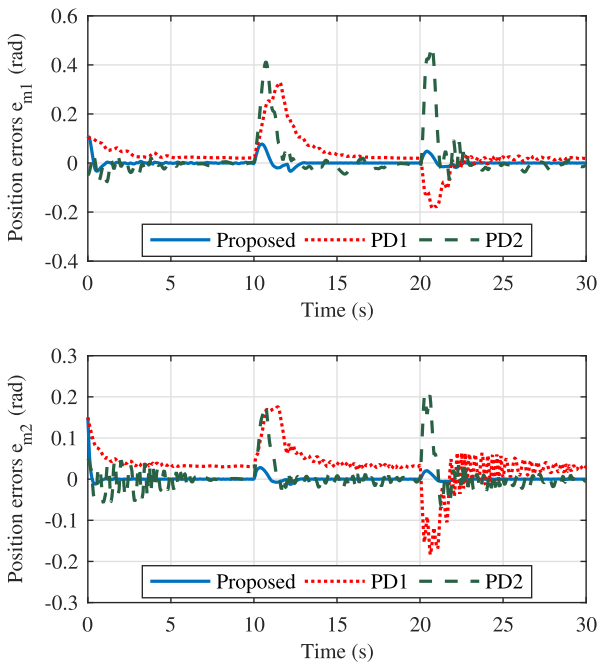 0.6
0.4
0.2
0
-0.2
-0.4
Position errors e_m1 (rad)
Proposed PD1 PD2
0 5 10 15 20 25 30
Time (s)
0.3
0.2
0.1
0
-0.1
-0.2
-0.3
Position errors e_m2 (rad)
Proposed PD1 PD2
0 5 10 15 20 25 30
Time (s)